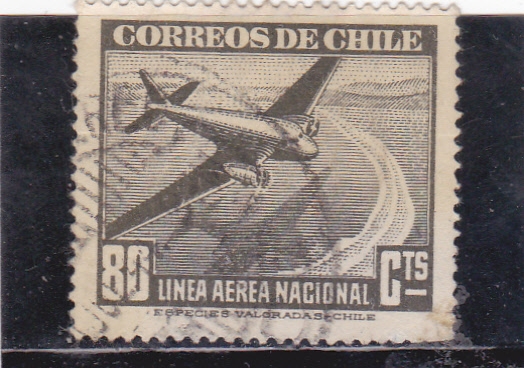 CORREOS DE CHILE
80 CTS
LINEA AEREA NACIONAL
ESPECIES VALORADAS-CHILE